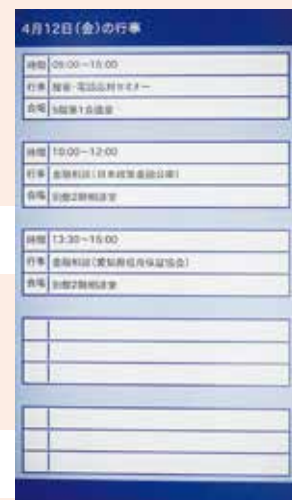 4月12日(金)の行事
時間 09:00~16:00
行事 接客・電話応対セミナー
会場 5階第1会議室
時間 10:00~12:00
行事 金融相談(日本政策金融公庫)
会場 別館2階相談室
時間 13:30~16:00
行事 金融相談(愛知県信用保証協会)
会場 別館2階相談室